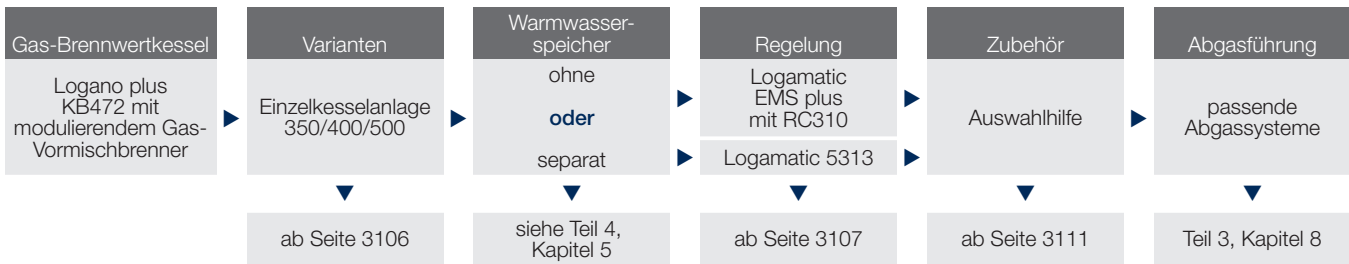 Gas-Brennwertkessel
Logano plus
KB472 mit
modulierendem Gas-
Vormischbrenner
Varianten
Einzelkesselanlage
350/400/500
ab Seite 3106
Warmwasser-
speicher
ohne
oder
separat
siehe Teil 4,
Kapitel 5
Regelung
Logamatic
EMS plus
mit RC310
Logamatic 5313
ab Seite 3107
Zubehör
Auswahlhilfe
ab Seite 3111
Abgasführung
passende
Abgassysteme
Teil 3, Kapitel 8